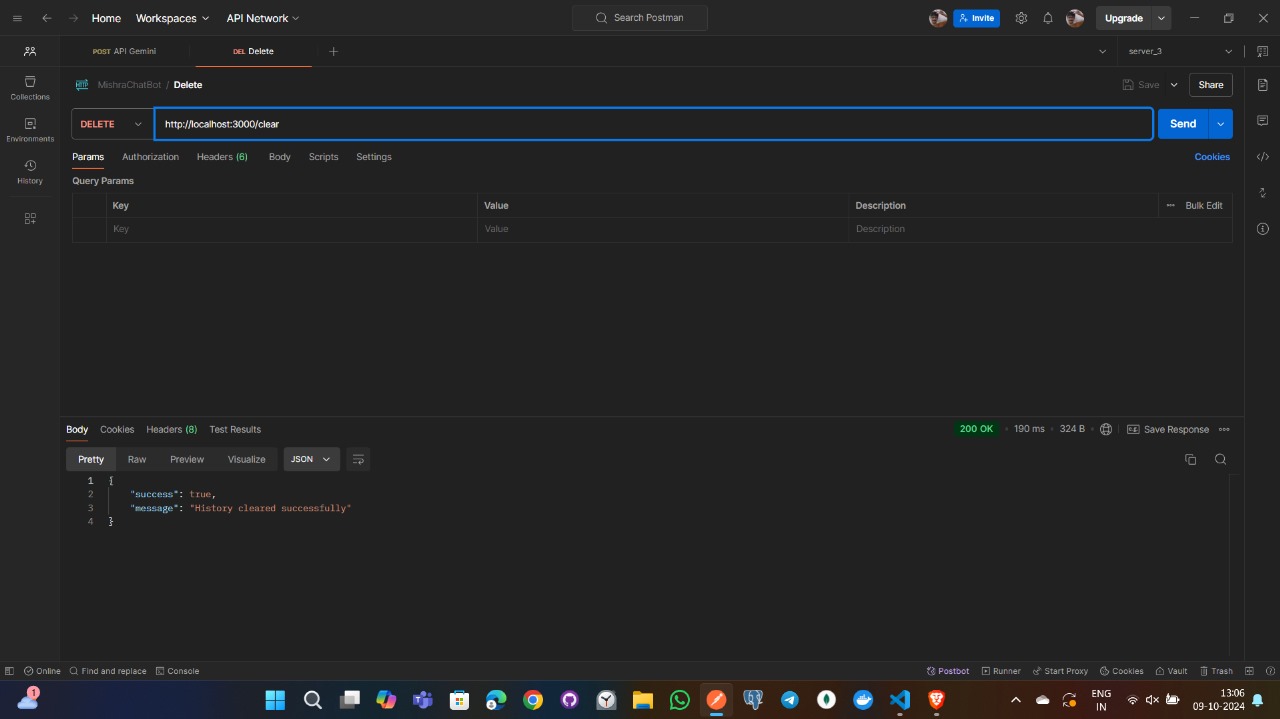 Home Workspaces API Network Search Postman Invite Upgrade
POST API Gemini DEL Delete server_3
HTTP MishraChatBot / Delete Save Share
Collections
DELETE http://localhost:3000/clear Send
Environments
Params Authorization Headers (6) Body Scripts Settings Cookies
History
Query Params
Key Value Description ••• Bulk Edit
Key Value Description
Body Cookies Headers (8) Test Results 200 OK • 190 ms • 324 B • Save Response •••
Pretty Raw Preview Visualize JSON
1 {
2 "success": true,
3 "message": "History cleared successfully"
4 }
Online Find and replace Console Postbot Runner Start Proxy Cookies Vault Trash
1 ENG 13:06
IN 09-10-2024